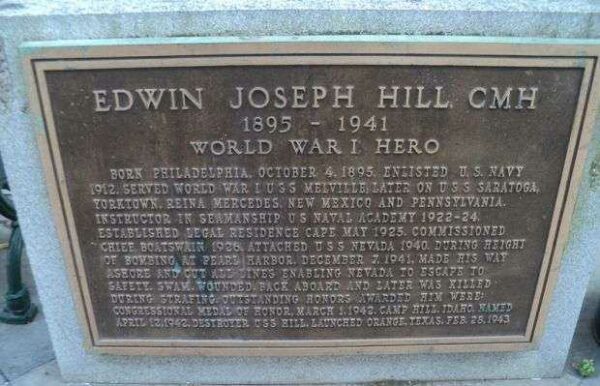 EDWIN JOSEPH HILL, CMH
1895 - 1941
WORLD WAR I HERO
BORN PHILADELPHIA, OCTOBER 4, 1895. ENLISTED U.S. NAVY
1912. SERVED WORLD WAR I, U S S MELVILLE, LATER ON U S S SARATOGA,
YORKTOWN, REINA MERCEDES, NEW MEXICO AND PENNSYLVANIA.
INSTRUCTOR IN SEAMANSHIP US NAVAL ACADEMY 1922-24.
ESTABLISHED LEGAL RESIDENCE CAPE MAY 1925. COMMISSIONED
CHIEF BOATSWAIN 1926, ATTACHED U S S NEVADA 1940. DURING HEIGHT
OF BOMBING AT PEARL HARBOR, DECEMBER 7, 1941, MADE HIS WAY
ASHORE AND CUT ALL LINES ENABLING NEVADA TO ESCAPE TO
SAFETY. SWAM, WOUNDED, BACK ABOARD AND LATER WAS KILLED
DURING STRAFING. OUTSTANDING HONORS AWARDED HIM WERE:
CONGRESSIONAL MEDAL OF HONOR, MARCH 1, 1942. CAMP HILL, IDAHO, NAMED
APRIL 12, 1942. DESTROYER USS HILL, LAUNCHED ORANGE, TEXAS, FEB. 28, 1943